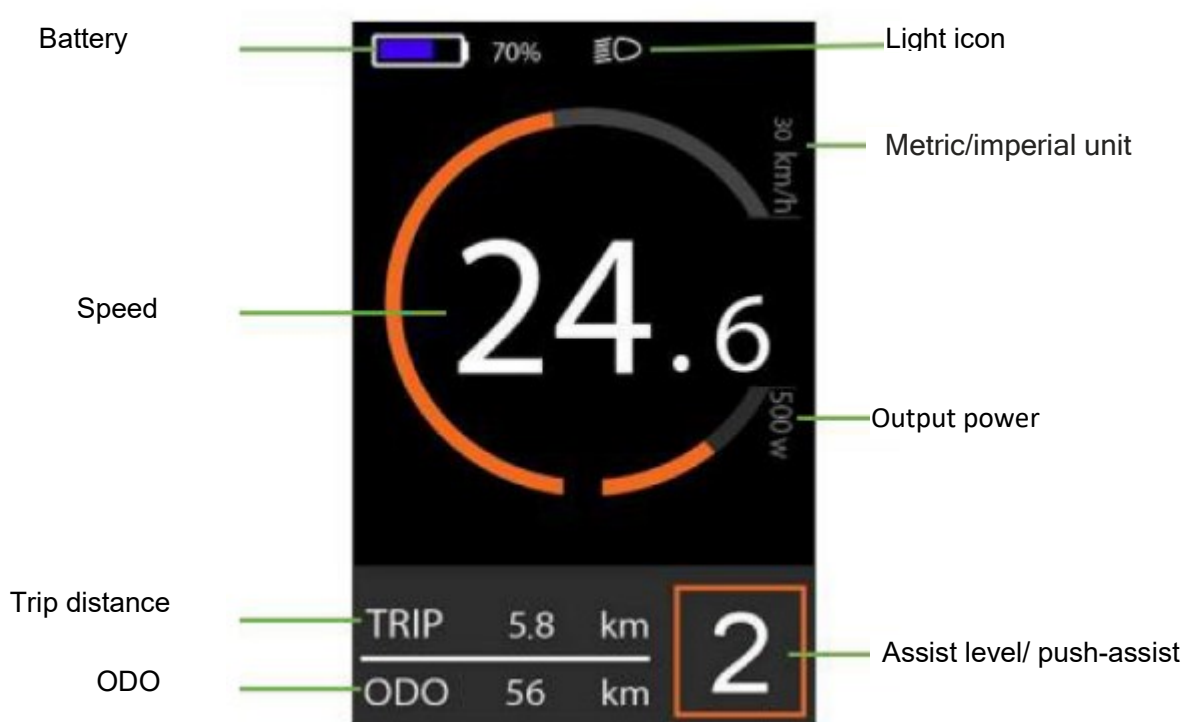 Battery
70%
Light icon
30 km/h
Metric/imperial unit
24.6
Speed
500w
Output power
Trip distance
TRIP 5.8 km
2
Assist level/ push-assist
ODO
ODO 56 km